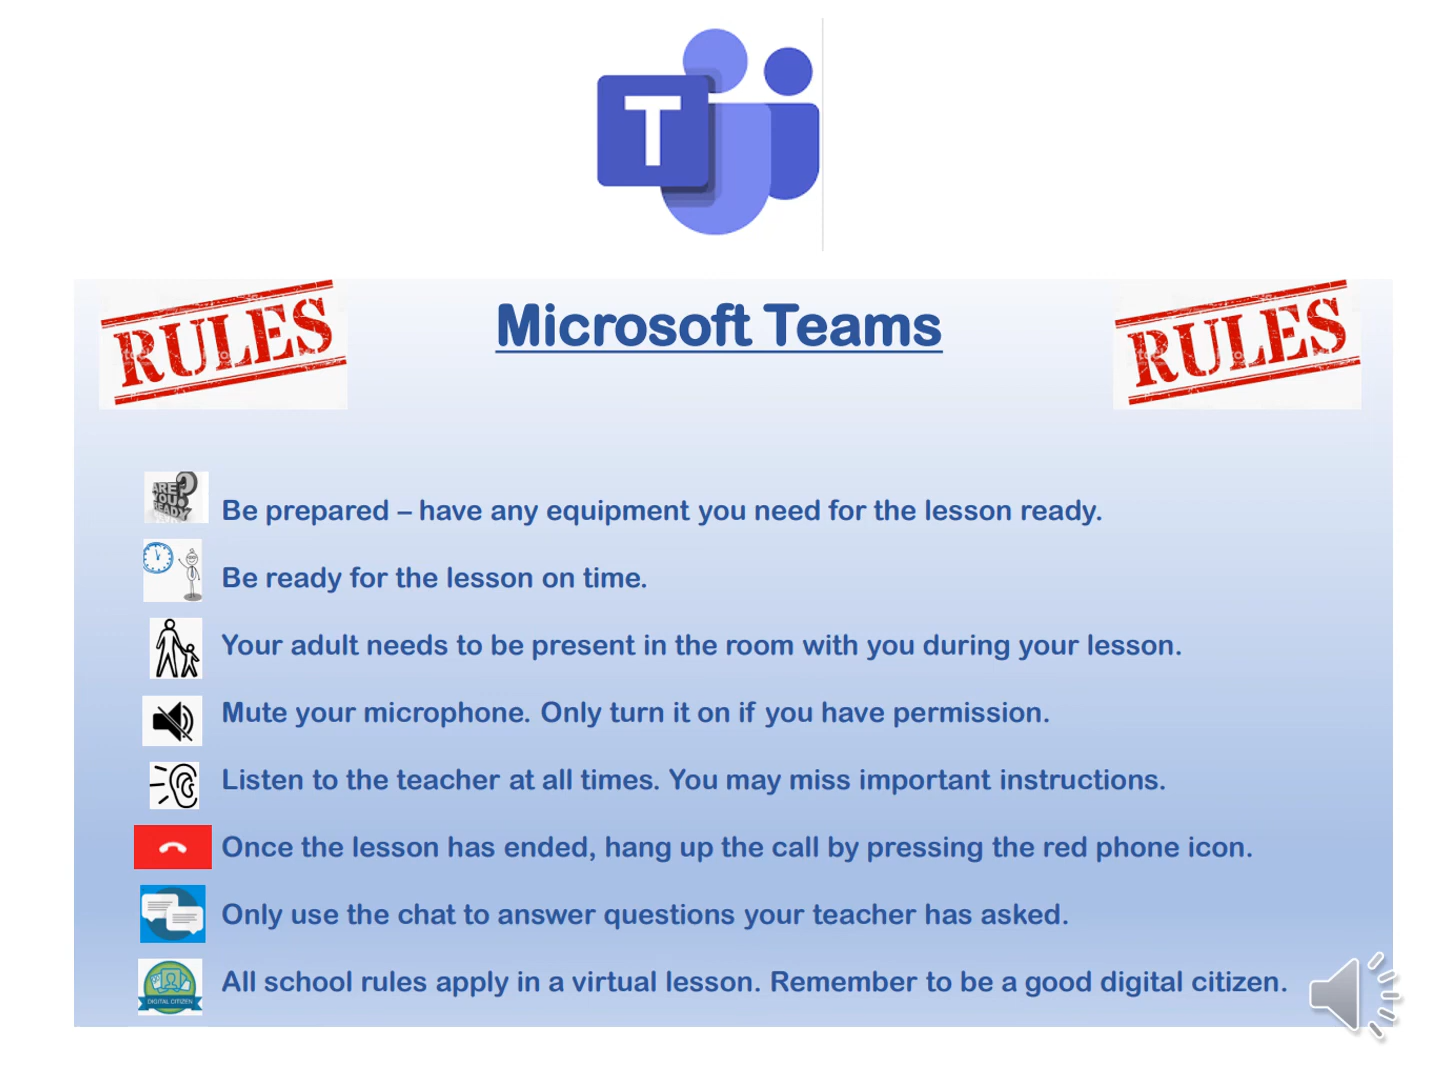 T
RULES
Microsoft Teams
RULES
ARE
YOU
READY
?
Be prepared – have any equipment you need for the lesson ready.
Be ready for the lesson on time.
Your adult needs to be present in the room with you during your lesson.
Mute your microphone. Only turn it on if you have permission.
Listen to the teacher at all times. You may miss important instructions.
Once the lesson has ended, hang up the call by pressing the red phone icon.
Only use the chat to answer questions your teacher has asked.
DIGITAL CITIZEN
All school rules apply in a virtual lesson. Remember to be a good digital citizen.